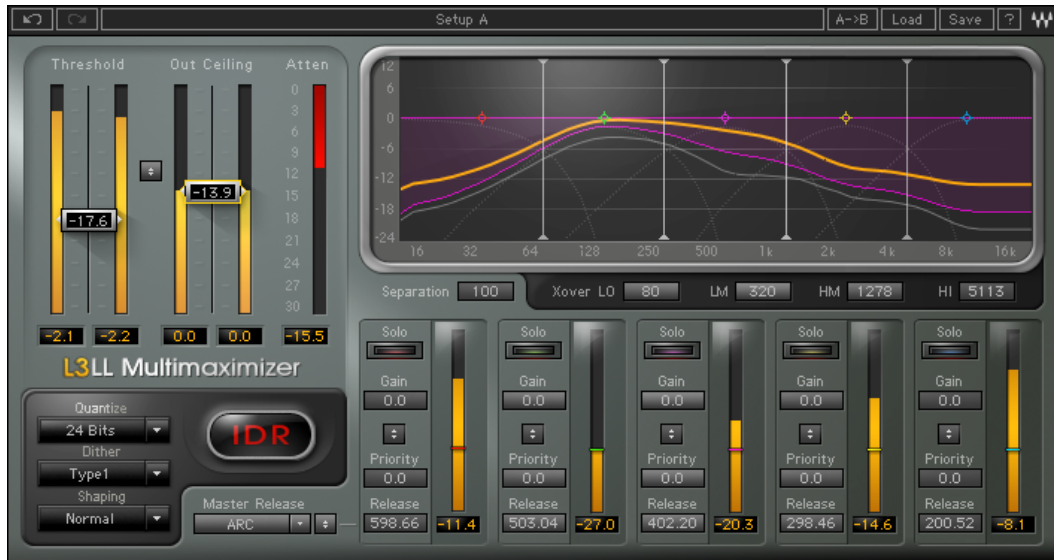 Setup A A->B Load Save ?
Threshold Out Ceiling Atten
0
3
6
9
12
15
18
21
24
27
30
-17.6
-13.9
-2.1 -2.2 0.0 0.0 -15.5
L3LL Multimaximizer
Quantize
24 Bits
Dither
Type1
Shaping
Normal
IDR
Master Release
ARC
12
6
0
-6
-12
-18
-24
16 32 64 128 250 500 1k 2k 4k 8k 16k
Separation 100 Xover LO 80 LM 320 HM 1278 HI 5113
Solo Solo Solo Solo Solo
Gain Gain Gain Gain Gain
0.0 0.0 0.0 0.0 0.0
Priority Priority Priority Priority Priority
0.0 0.0 0.0 0.0 0.0
Release Release Release Release Release
598.66 -11.4 503.04 -27.0 402.20 -20.3 298.46 -14.6 200.52 -8.1